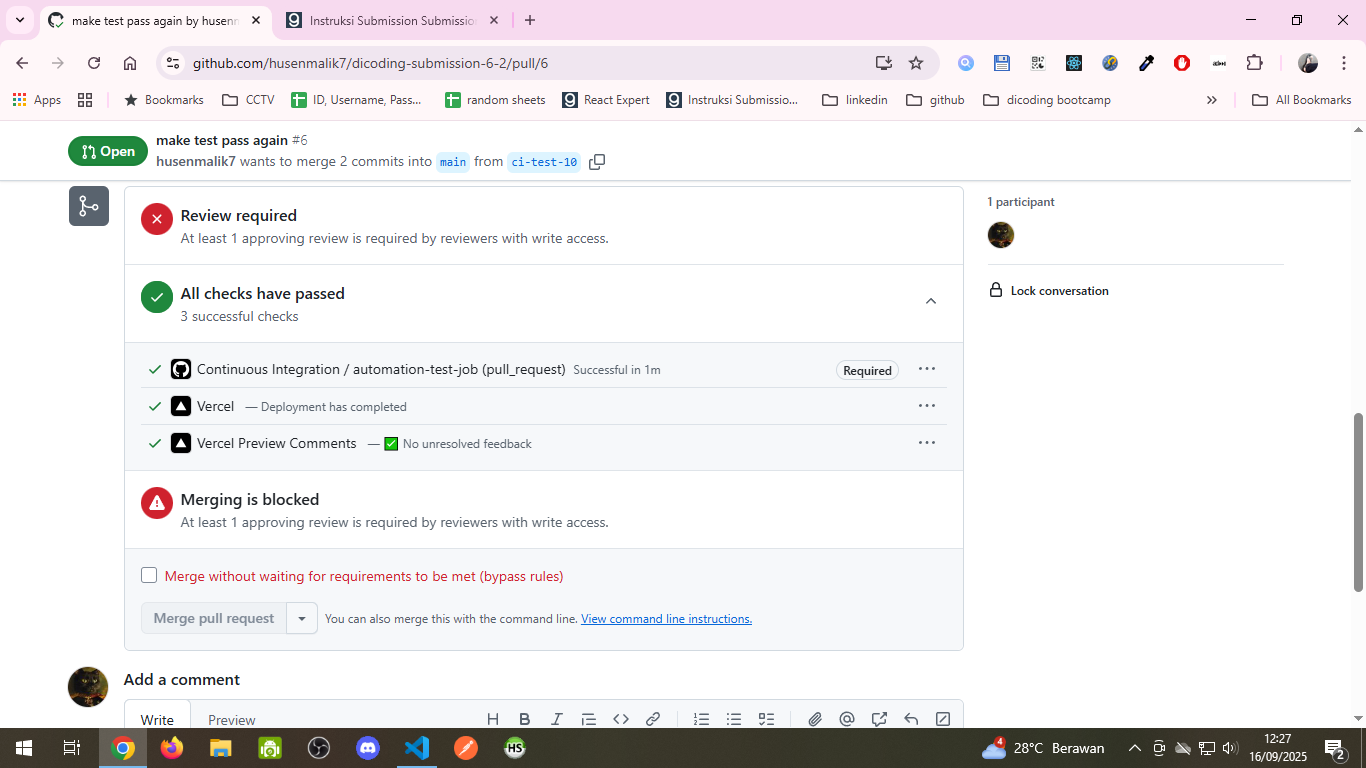 make test pass again by husenm
Instruksi Submission Submissio
github.com/husenmalik7/dicoding-submission-6-2/pull/6
Apps
Bookmarks
CCTV
ID, Username, Pass...
random sheets
React Expert
Instruksi Submissio...
linkedin
github
dicoding bootcamp
All Bookmarks
Open
make test pass again #6
husenmalik7 wants to merge 2 commits into main from ci-test-10
Review required
At least 1 approving review is required by reviewers with write access.
1 participant
Lock conversation
All checks have passed
3 successful checks
Continuous Integration / automation-test-job (pull_request) Successful in 1m
Required
Vercel — Deployment has completed
Vercel Preview Comments — ✅ No unresolved feedback
Merging is blocked
At least 1 approving review is required by reviewers with write access.
Merge without waiting for requirements to be met (bypass rules)
Merge pull request
You can also merge this with the command line. View command line instructions.
Add a comment
Write
Preview
HS
4
28°C Berawan
12:27
16/09/2025
2